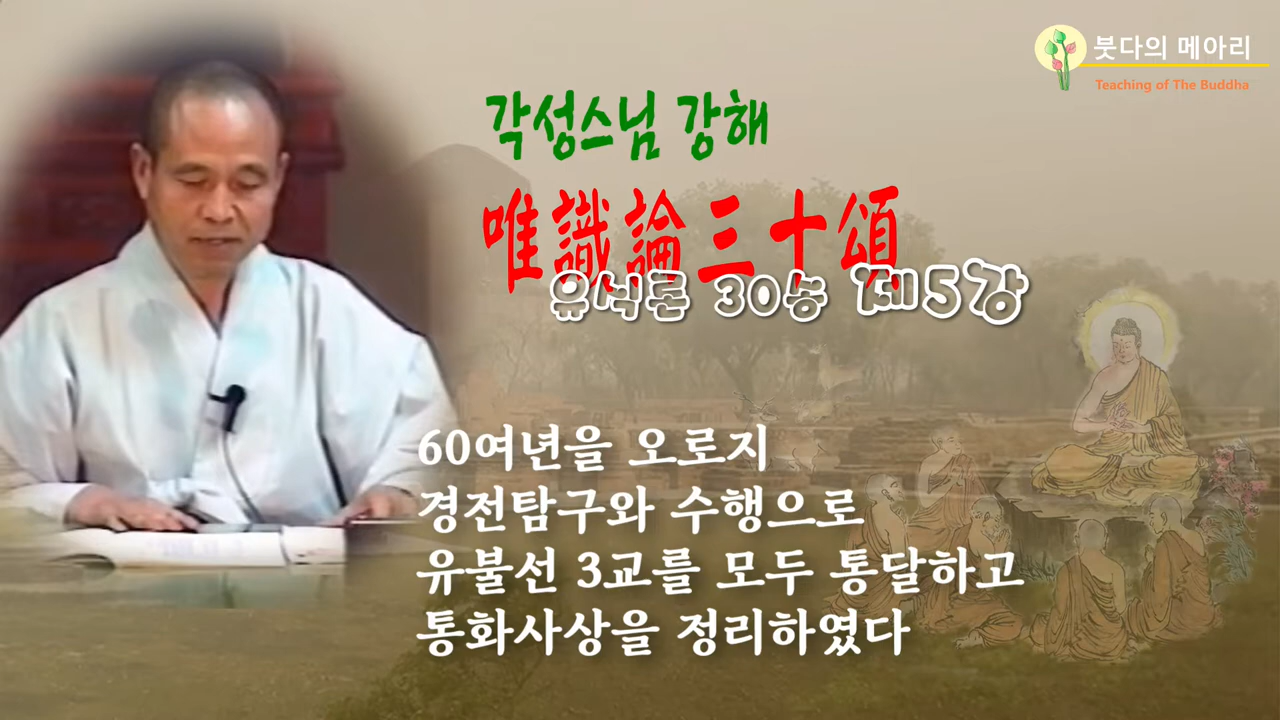 붓다의 메아리
Teaching of The Buddha
각성스님 강해
唯識論三十頌
유식론 30송 제5강
60여년을 오로지
경전탐구와 수행으로
유불선 3교를 모두 통달하고
통화사상을 정리하였다